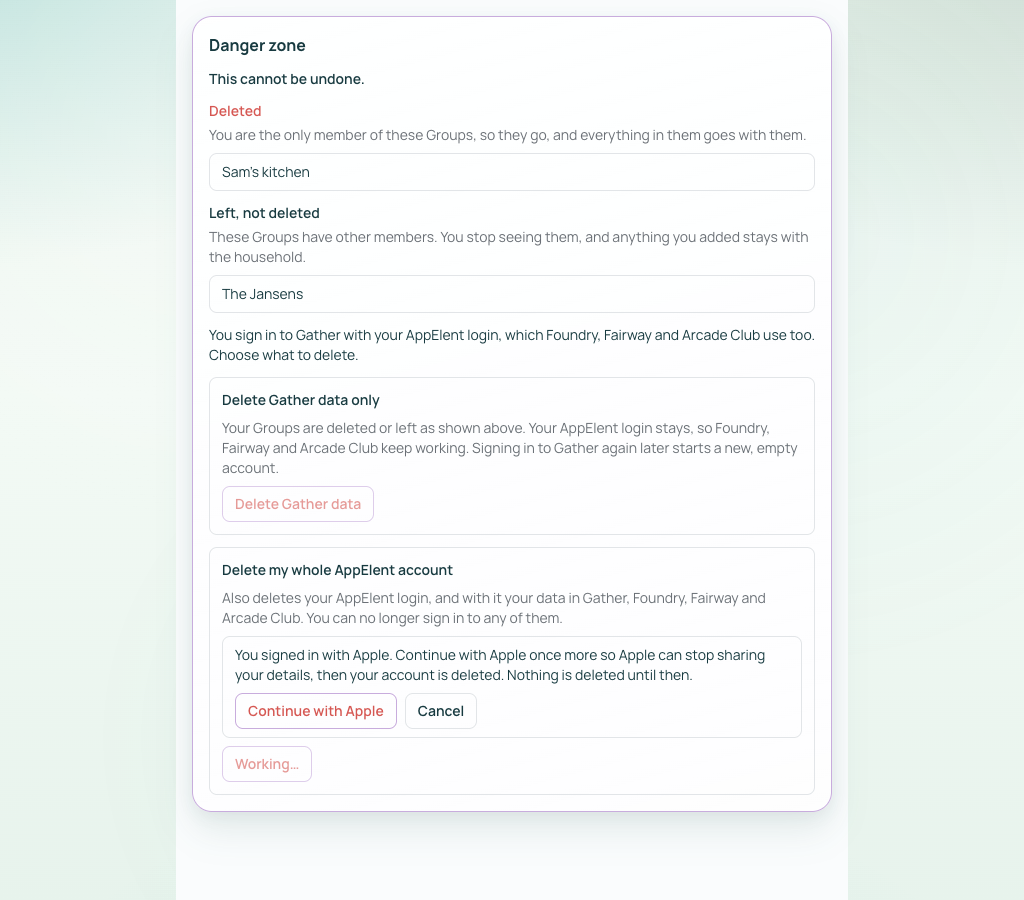 Danger zone
This cannot be undone.
Deleted
You are the only member of these Groups, so they go, and everything in them goes with them.
Sam's kitchen
Left, not deleted
These Groups have other members. You stop seeing them, and anything you added stays with
the household.
The Jansens
You sign in to Gather with your AppElent login, which Foundry, Fairway and Arcade Club use too.
Choose what to delete.
Delete Gather data only
Your Groups are deleted or left as shown above. Your AppElent login stays, so Foundry,
Fairway and Arcade Club keep working. Signing in to Gather again later starts a new, empty
account.
Delete Gather data
Delete my whole AppElent account
Also deletes your AppElent login, and with it your data in Gather, Foundry, Fairway and
Arcade Club. You can no longer sign in to any of them.
You signed in with Apple. Continue with Apple once more so Apple can stop sharing
your details, then your account is deleted. Nothing is deleted until then.
Continue with Apple
Cancel
Working…